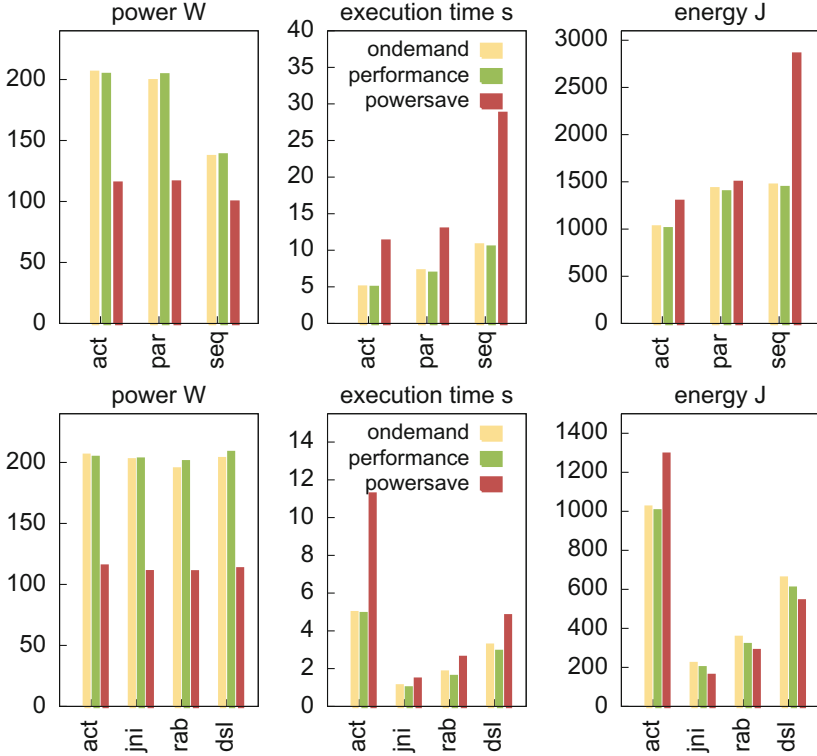 power W
200
150
100
50
0
act par seq
execution time s
40
35
30
25
20
15
10
5
0
ondemand
performance
powersave
act par seq
energy J
3000
2500
2000
1500
1000
500
0
act par seq
power W
200
150
100
50
0
act jni rab dsl
execution time s
14
12
10
8
6
4
2
0
ondemand
performance
powersave
act jni rab dsl
energy J
1400
1200
1000
800
600
400
200
0
act jni rab dsl